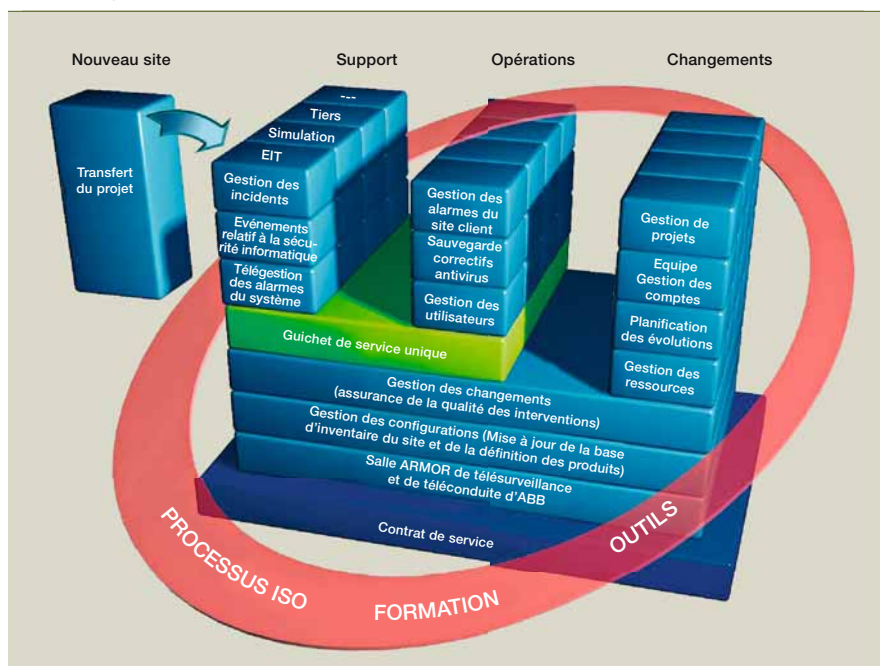 Nouveau site
Support
Opérations
Changements
Transfert
du projet
---
Tiers
Simulation
EIT
Gestion des
incidents
Evénements
relatif à la sécu-
rité informatique
Télégestion
des alarmes
du système
Gestion des
alarmes du
site client
Sauvegarde
correctifs
antivirus
Gestion des
utilisateurs
Gestion de
projets
Equipe
Gestion des
comptes
Planification
des évolutions
Gestion des
ressources
Guichet de service unique
Gestion des changements
(assurance de la qualité des interventions)
Gestion des configurations (Mise à jour de la base
d'inventaire du site et de la définition des produits)
Salle ARMOR de télésurveillance
et de téléconduite d'ABB
Contrat de service
PROCESSUS ISO
FORMATION
OUTILS